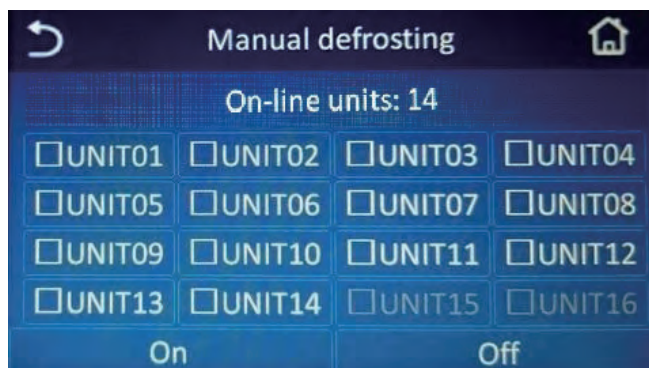 Manual defrosting
On-line units: 14
☐UNIT01 ☐UNIT02 ☐UNIT03 ☐UNIT04
☐UNIT05 ☐UNIT06 ☐UNIT07 ☐UNIT08
☐UNIT09 ☐UNIT10 ☐UNIT11 ☐UNIT12
☐UNIT13 ☐UNIT14 ☐UNIT15 ☐UNIT16
On Off